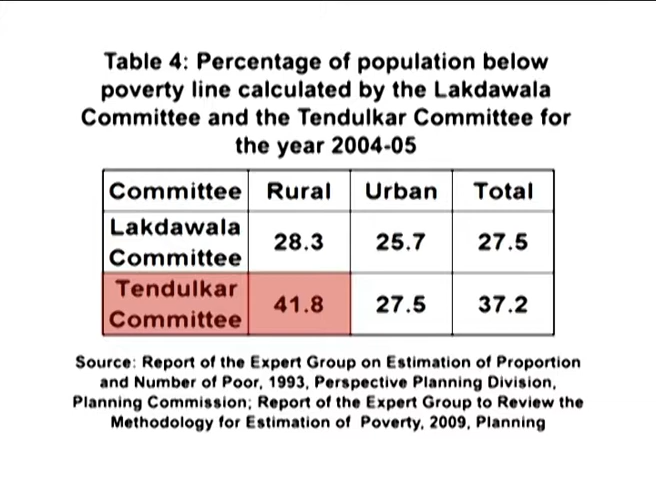 Table 4: Percentage of population below
poverty line calculated by the Lakdawala
Committee and the Tendulkar Committee for
the year 2004-05
Committee Rural Urban Total
Lakdawala
Committee 28.3 25.7 27.5
Tendulkar
Committee 41.8 27.5 37.2
Source: Report of the Expert Group on Estimation of Proportion
and Number of Poor, 1993, Perspective Planning Division,
Planning Commission; Report of the Expert Group to Review the
Methodology for Estimation of Poverty, 2009, Planning